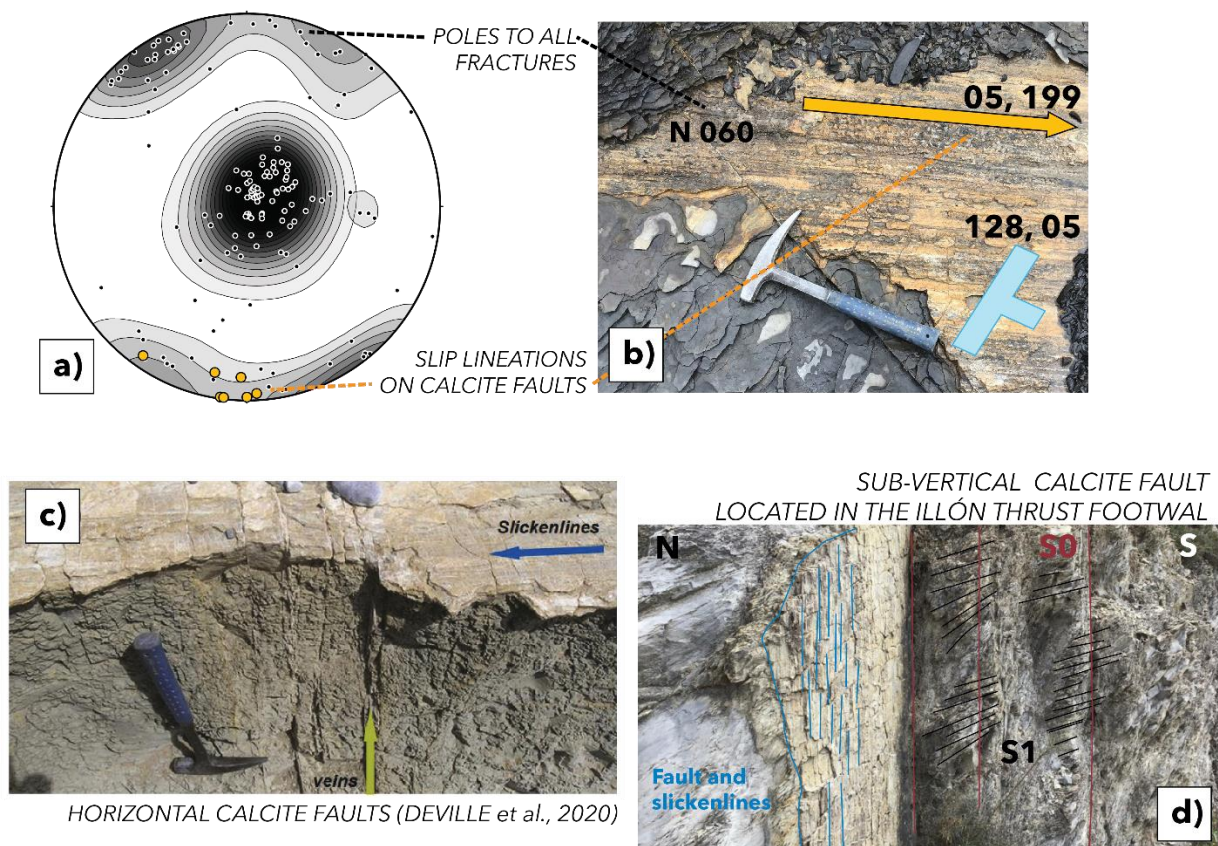 POLES TO ALL
FRACTURES
N 060
05, 199
128, 05
a)
b)
SLIP LINEATIONS
ON CALCITE FAULTS
c)
Slickenlines
veins
HORIZONTAL CALCITE FAULTS (DEVILLE et al., 2020)
SUB-VERTICAL CALCITE FAULT
LOCATED IN THE ILLÓN THRUST FOOTWAL
N
S0
S
S1
Fault and
slickenlines
d)